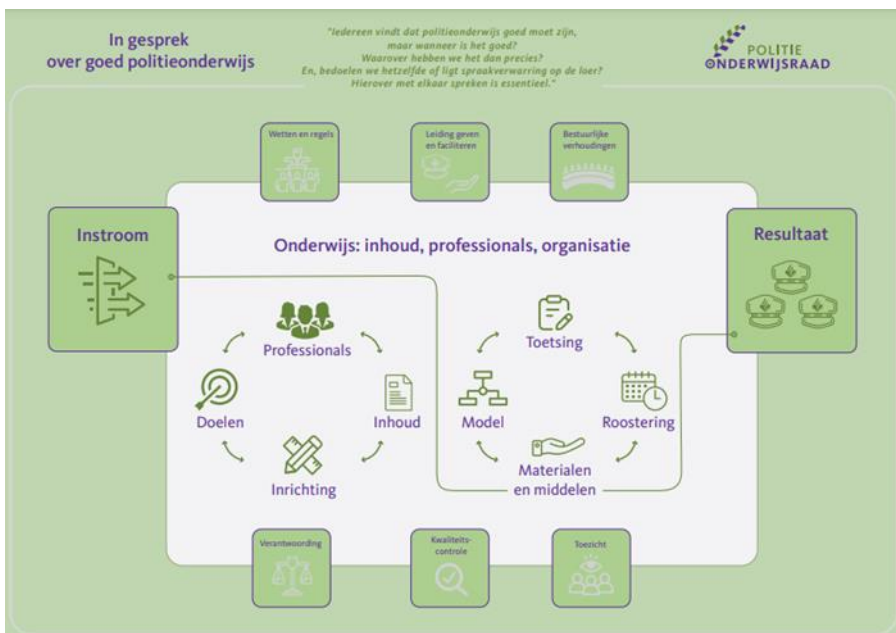 In gesprek
over goed politieonderwijs
"Iedereen vindt dat politieonderwijs goed moet zijn,
maar wanneer is het goed?
Waarover hebben we het dan precies?
En, bedoelen we hetzelfde of ligt spraakverwarring op de loer?
Hierover met elkaar spreken is essentieel."
POLITIE
ONDERWIJSRAAD
Wetten en regels
Leiding geven
en faciliteren
Bestuurlijke
verhoudingen
Instroom
Resultaat
Onderwijs: inhoud, professionals, organisatie
Professionals
Doelen
Inhoud
Inrichting
Toetsing
Model
Roostering
Materialen
en middelen
Verantwoording
Kwaliteits-
controle
Toezicht